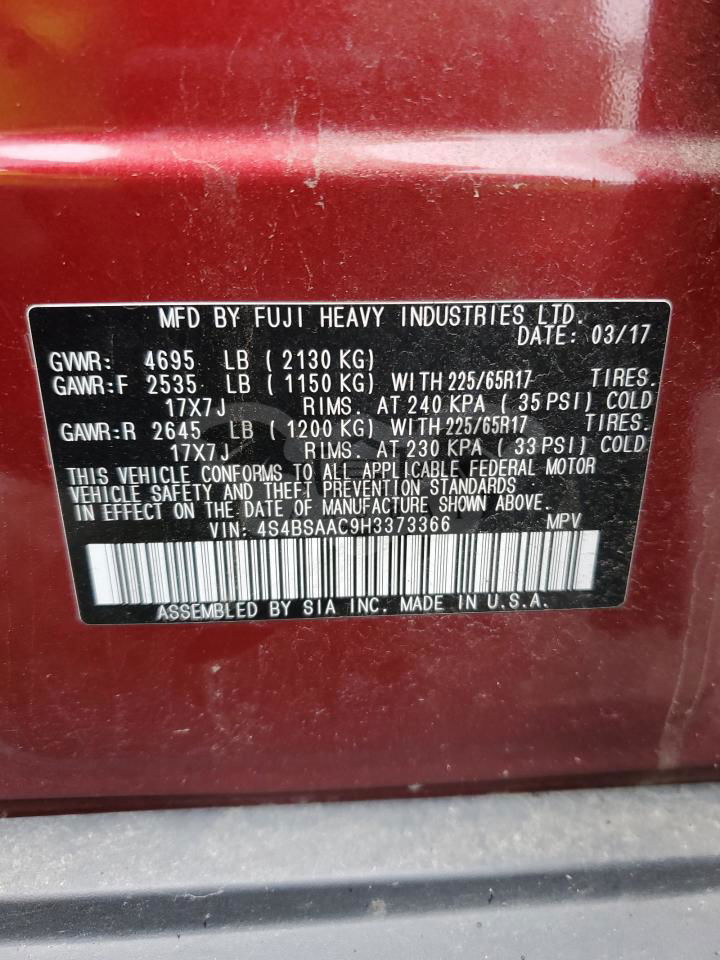 MFD BY FUJI HEAVY INDUSTRIES LTD.
DATE: 03/17
GVWR: 4695 LB ( 2130 KG)
GAWR:F 2535 LB ( 1150 KG) WITH 225/65R17 TIRES.
17X7J RIMS. AT 240 KPA ( 35 PSI) COLD
GAWR:R 2645 LB ( 1200 KG) WITH 225/65R17 TIRES.
17X7J RIMS. AT 230 KPA ( 33 PSI) COLD
THIS VEHICLE CONFORMS TO ALL APPLICABLE FEDERAL MOTOR
VEHICLE SAFETY AND THEFT PREVENTION STANDARDS
IN EFFECT ON THE DATE OF MANUFACTURE SHOWN ABOVE.
VIN: 4S4BSAAC9H3373366 MPV
ASSEMBLED BY SIA INC. MADE IN U.S.A.